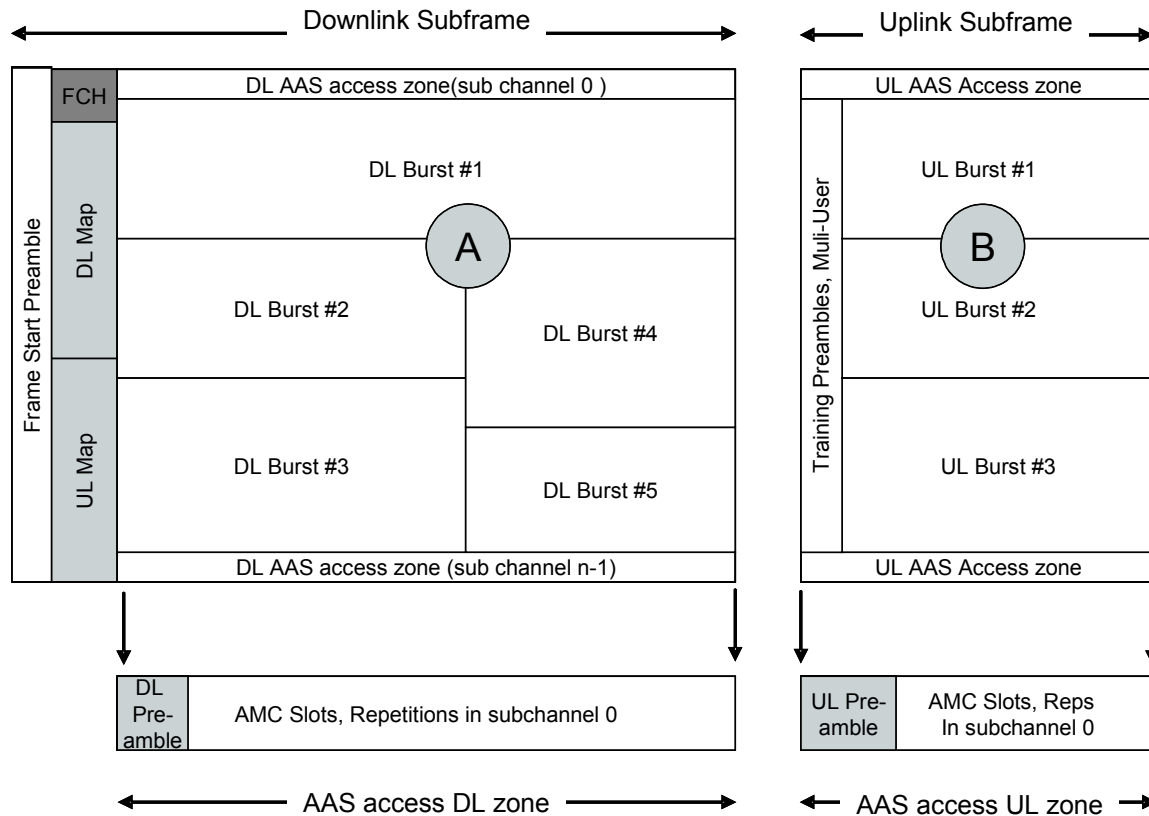 Downlink Subframe
Uplink Subframe
FCH
DL AAS access zone(sub channel 0 )
UL AAS Access zone
Frame Start Preamble
DL Map
UL Map
DL Burst #1
A
DL Burst #2
DL Burst #4
DL Burst #3
DL Burst #5
DL AAS access zone (sub channel n-1)
Training Preambles, Muli-User
UL Burst #1
B
UL Burst #2
UL Burst #3
UL AAS Access zone
DL
Pre-
amble
AMC Slots, Repetitions in subchannel 0
UL Pre-
amble
AMC Slots, Reps
In subchannel 0
AAS access DL zone
AAS access UL zone